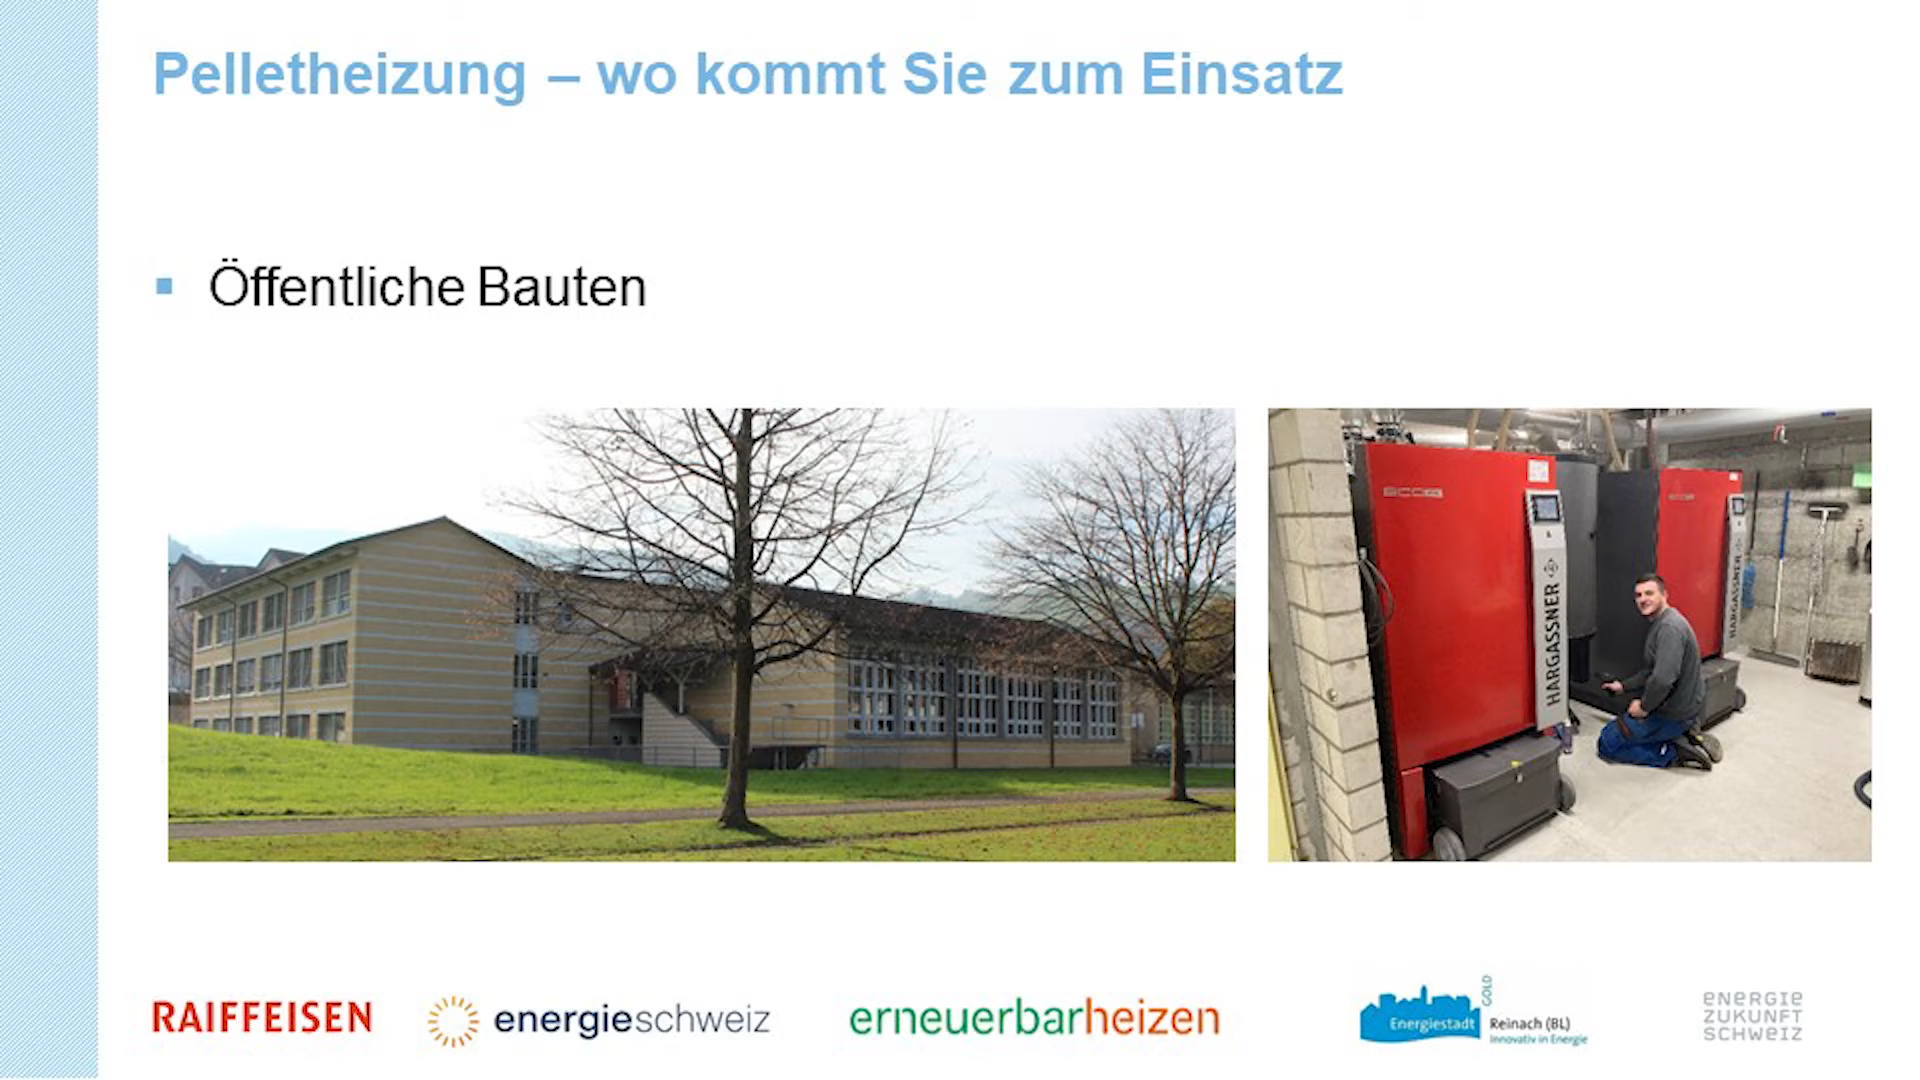 Pelletheizung – wo kommt Sie zum Einsatz
Öffentliche Bauten
HARGASSNER
HARGASSNER
RAIFFEISEN
energieschweiz
erneuerbarheizen
Energiestadt
GOLD
Reinach (BL)
Innovativ in Energie
ENERGIE
ZUKUNFT
SCHWEIZ